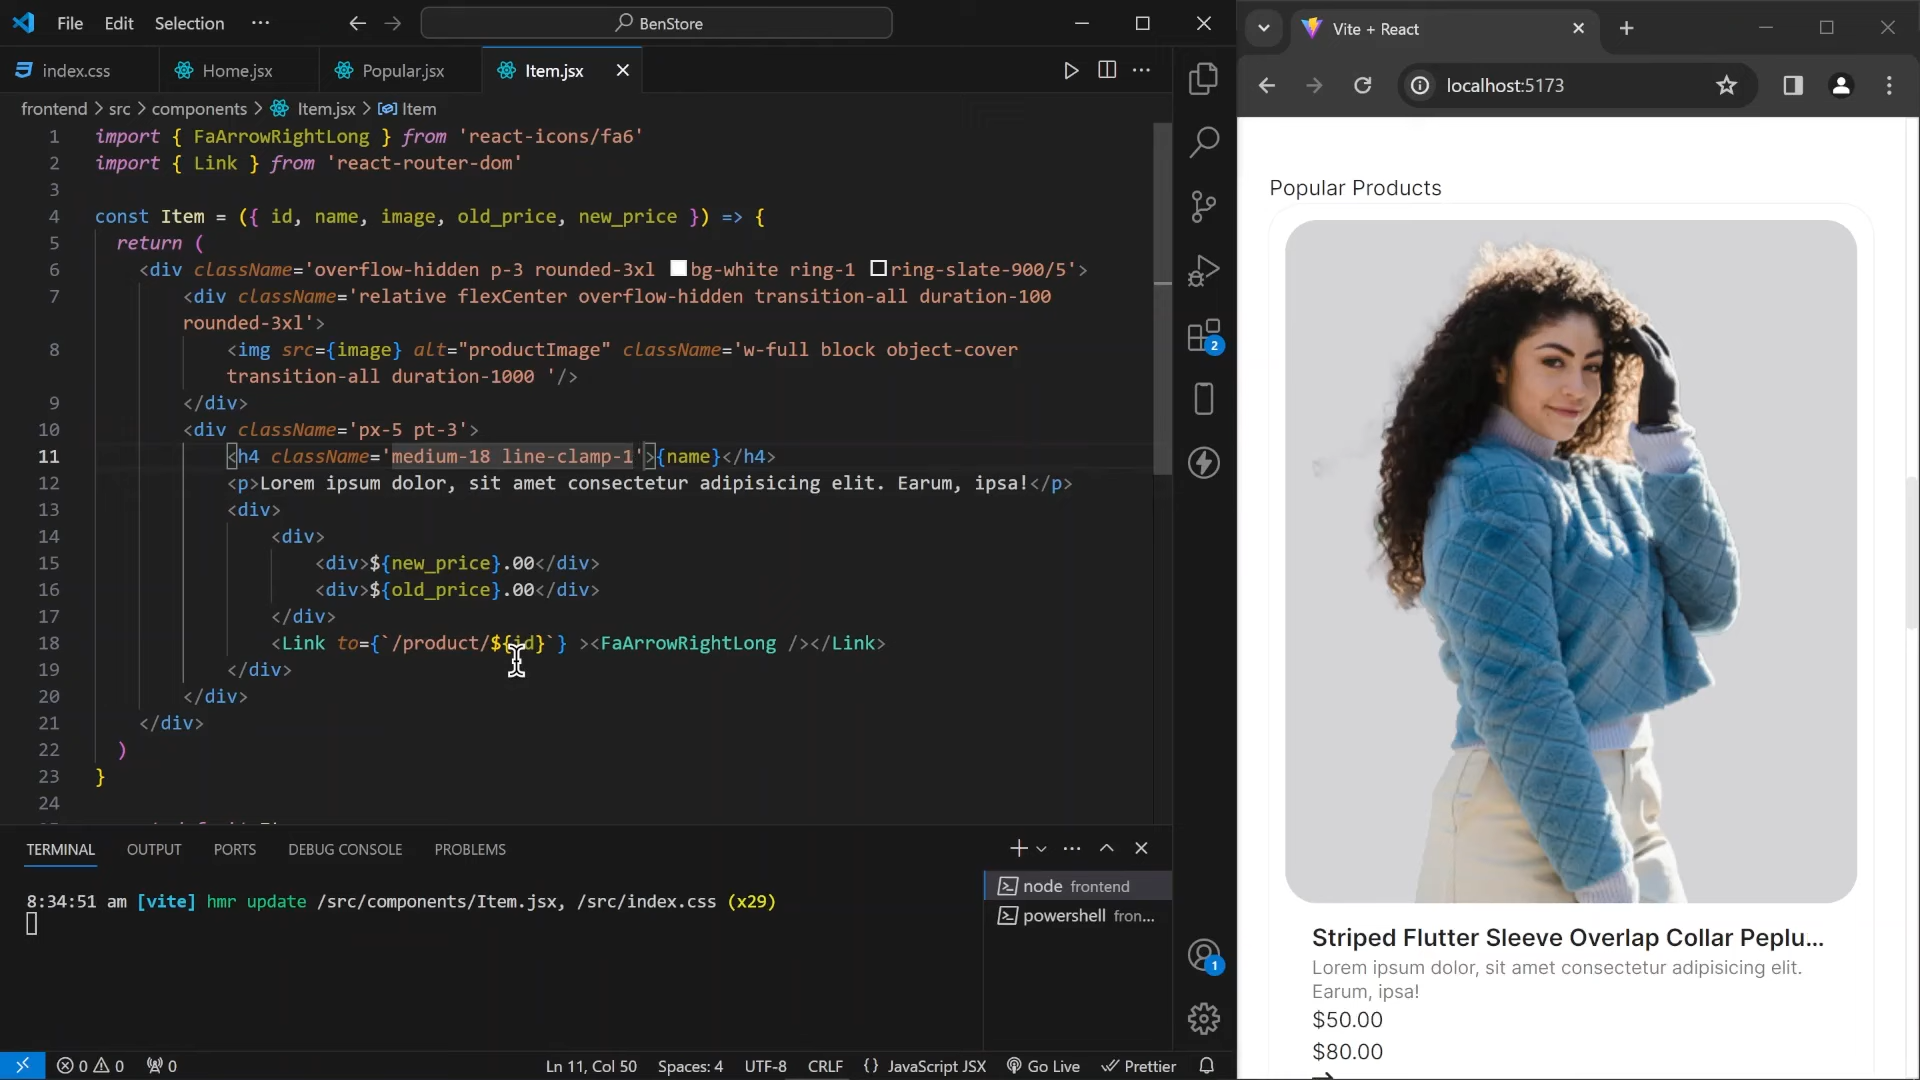 File Edit Selection ··· BenStore
index.css Home.jsx Popular.jsx Item.jsx
frontend > src > components > Item.jsx > Item
1 import { FaArrowRightLong } from 'react-icons/fa6'
2 import { Link } from 'react-router-dom'
3
4 const Item = ({ id, name, image, old_price, new_price }) => {
5 return (
6 <div className='overflow-hidden p-3 rounded-3xl bg-white ring-1 ring-slate-900/5'>
7 <div className='relative flexCenter overflow-hidden transition-all duration-100
rounded-3xl'>
8 <img src={image} alt="productImage" className='w-full block object-cover
transition-all duration-1000 '/>
9 </div>
10 <div className='px-5 pt-3'>
11 <h4 className='medium-18 line-clamp-1'>{name}</h4>
12 <p>Lorem ipsum dolor, sit amet consectetur adipisicing elit. Earum, ipsa!</p>
13 <div>
14 <div>
15 <div>${new_price}.00</div>
16 <div>${old_price}.00</div>
17 </div>
18 <Link to={`/product/${id}`} ><FaArrowRightLong /></Link>
19 </div>
20 </div>
21 </div>
22 )
23 }
24
TERMINAL OUTPUT PORTS DEBUG CONSOLE PROBLEMS
8:34:51 am [vite] hmr update /src/components/Item.jsx, /src/index.css (x29)
node frontend
powershell fron...
2
1
0 0 0 Ln 11, Col 50 Spaces: 4 UTF-8 CRLF {} JavaScript JSX Go Live Prettier
Vite + React
localhost:5173
Popular Products
Striped Flutter Sleeve Overlap Collar Peplu...
Lorem ipsum dolor, sit amet consectetur adipisicing elit.
Earum, ipsa!
$50.00
$80.00